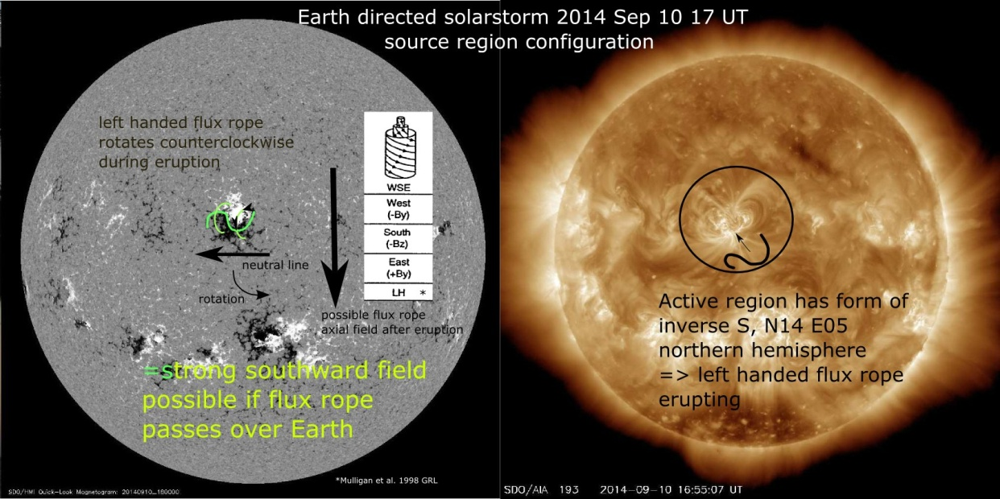 Earth directed solarstorm 2014 Sep 10 17 UT
source region configuration
left handed flux rope
rotates counterclockwise
during eruption
WSE
West
(-By)
South
(-Bz)
East
(+By)
LH *
neutral line
rotation
possible flux rope
axial field after eruption
=strong southward field
possible if flux rope
passes over Earth
*Mulligan et al. 1998 GRL
SDO/HMI Quick-Look Magnetogram: 20140910_180000
Active region has form of
inverse S, N14 E05
northern hemisphere
=> left handed flux rope
erupting
SDO/AIA 193 2014-09-10 16:55:07 UT